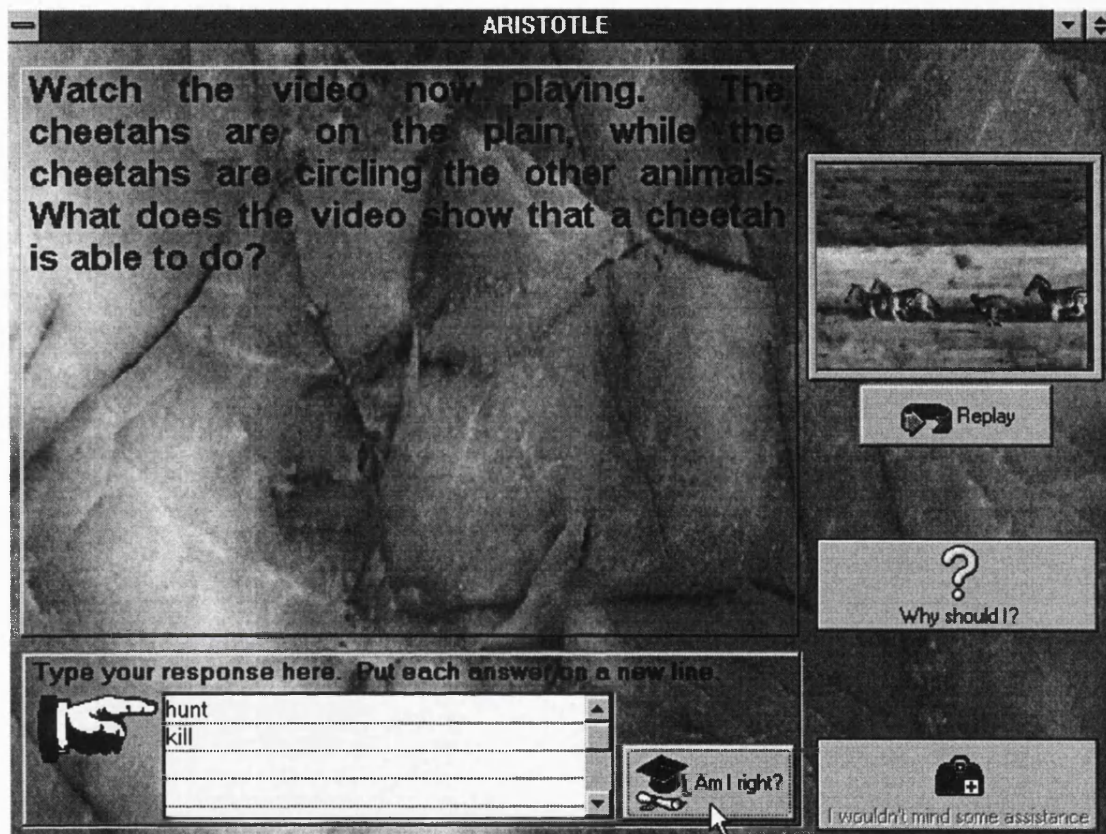 ARISTOTLE
Watch the video now playing. The
cheetahs are on the plain, while the
cheetahs are circling the other animals.
What does the video show that a cheetah
is able to do?
Replay
Why should I?
Type your response here. Put each answer on a new line.
hunt
kill
Am I right?
I wouldn't mind some assistance